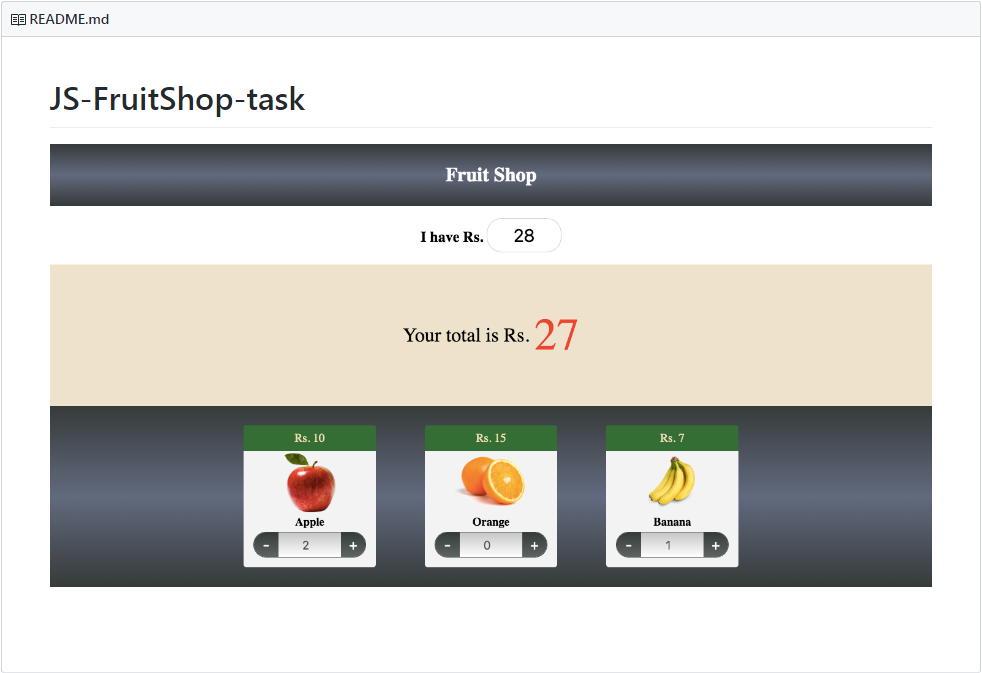 README.md
JS-FruitShop-task
Fruit Shop
I have Rs. 28
Your total is Rs. 27
Rs. 10
Rs. 15
Rs. 7
Apple
Orange
Banana
- 2 +
- 0 +
- 1 +